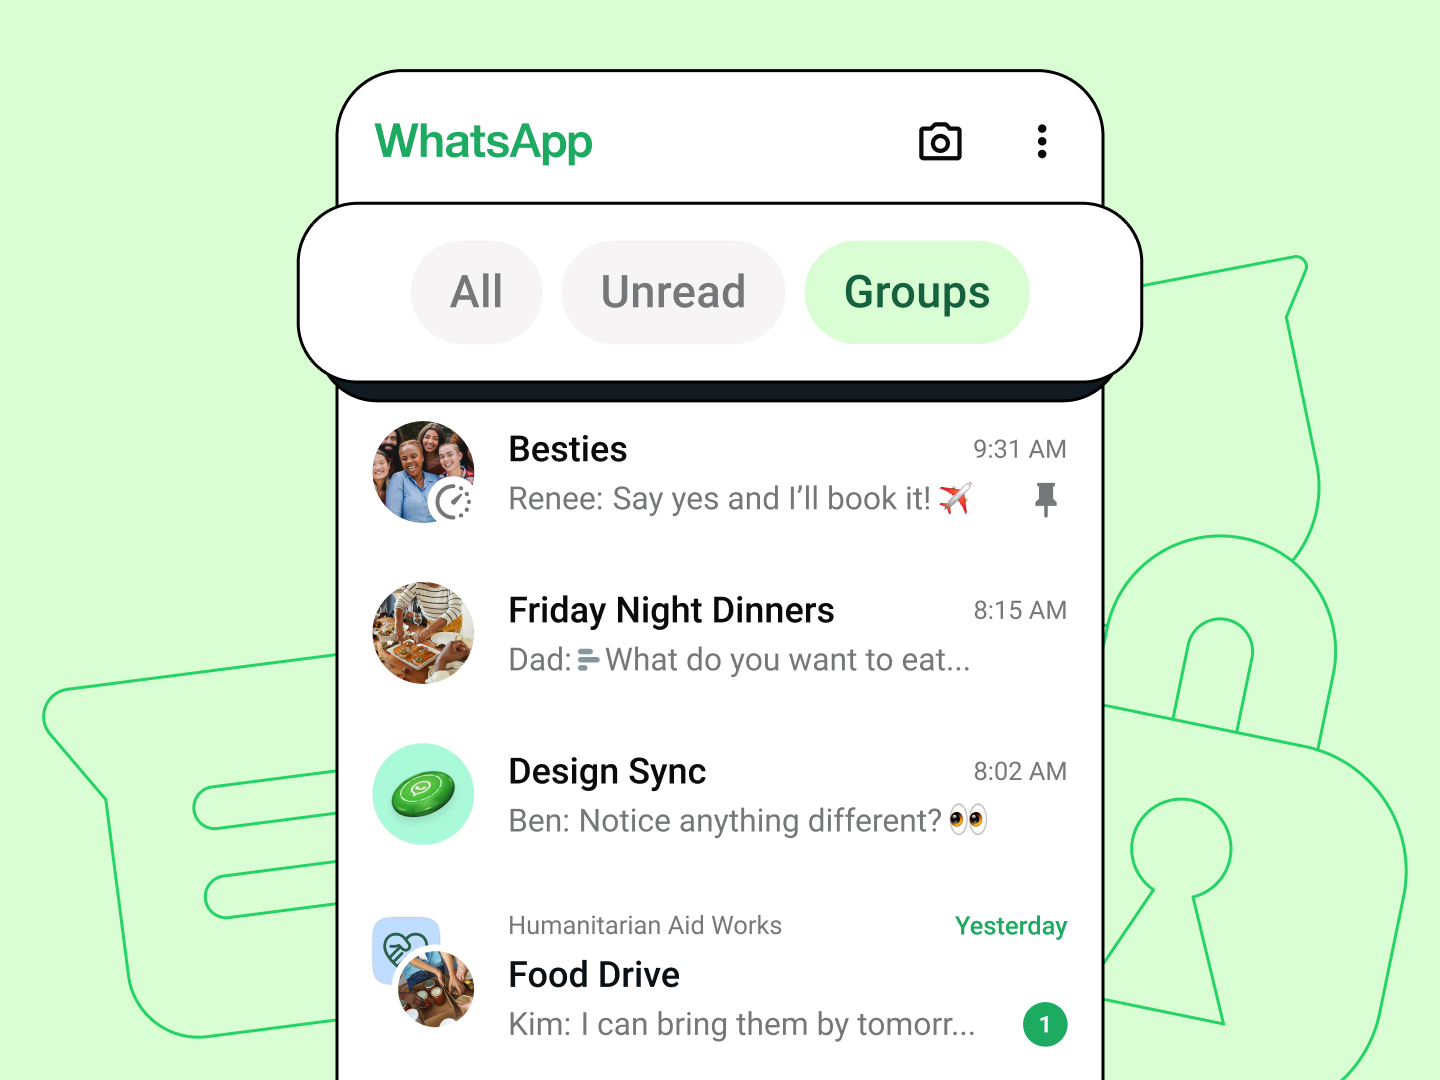 WhatsApp
All Unread Groups
Besties 9:31 AM
Renee: Say yes and I’ll book it! ✈️
Friday Night Dinners 8:15 AM
Dad: What do you want to eat...
Design Sync 8:02 AM
Ben: Notice anything different? 👀
Humanitarian Aid Works Yesterday
Food Drive
Kim: I can bring them by tomorr... 1